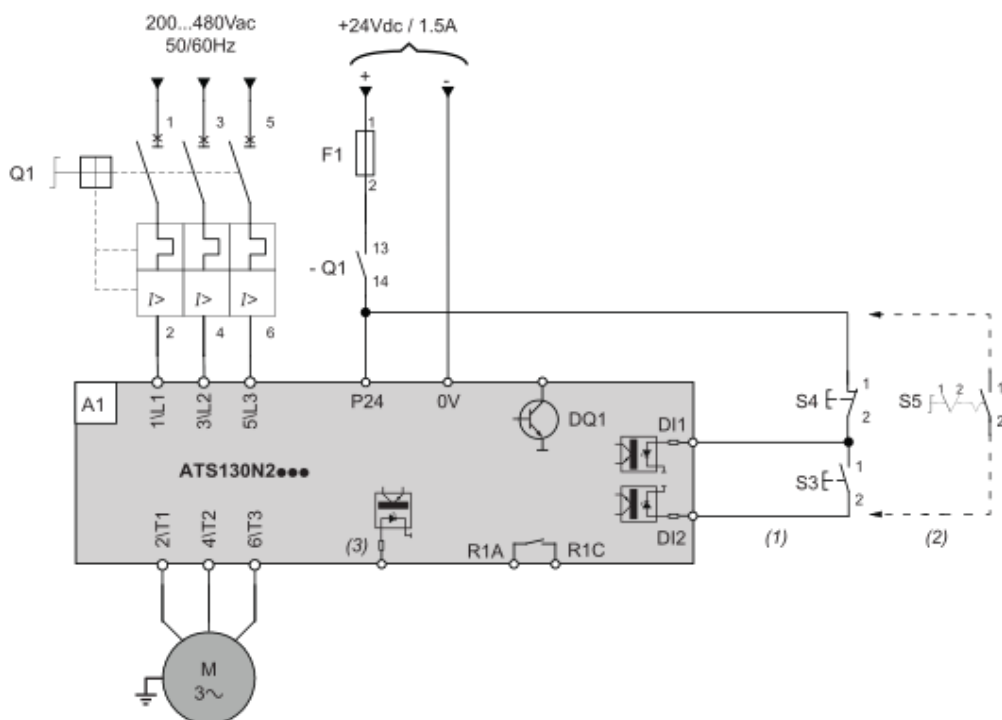 200...480Vac
50/60Hz
+24Vdc / 1.5A
+ -
1 3 5
1
F1
2
Q1
13
- Q1
14
I> I> I>
2 4 6
A1
1\L1 3\L2 5\L3
P24 0V
DQ1
DI1
ATS130N2●●●
DI2
2\T1 4\T2 6\T3
(3)
R1A R1C
S4
1
2
S3
1
2
S5
1 2
1
2
(1) (2)
M
3~